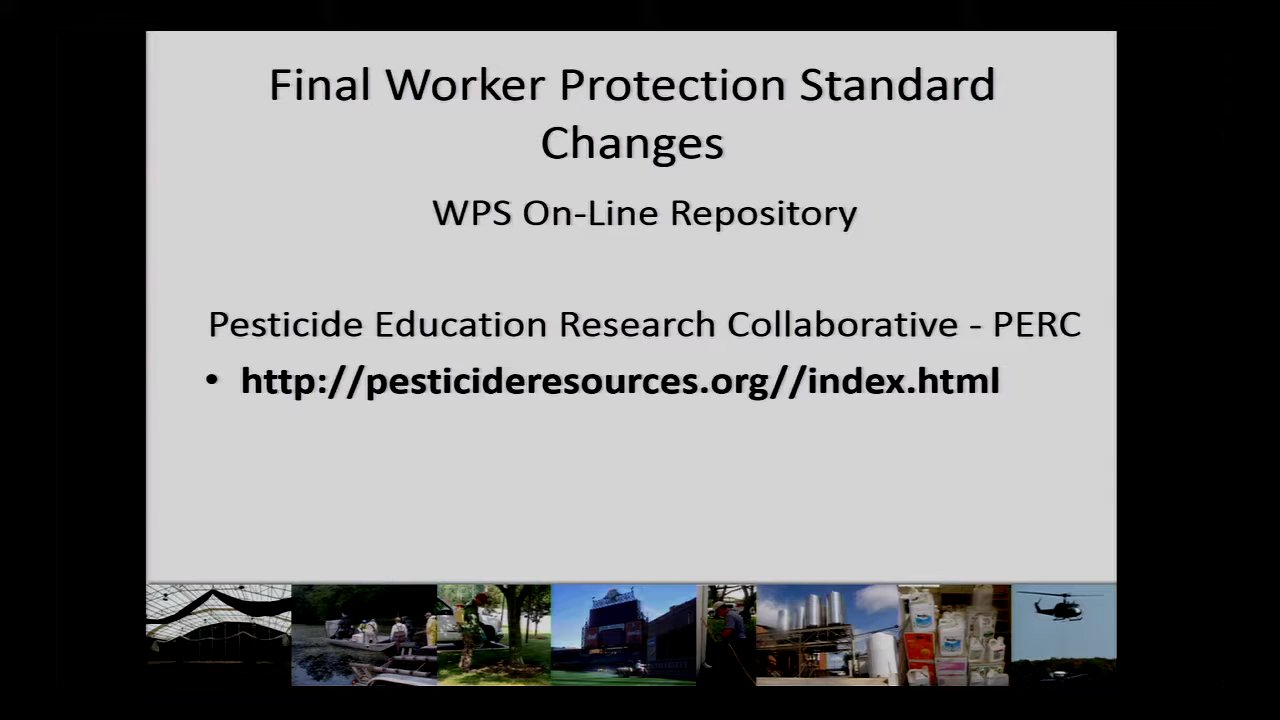 Final Worker Protection Standard
Changes
WPS On-Line Repository
Pesticide Education Research Collaborative - PERC
• http://pesticideresources.org//index.html